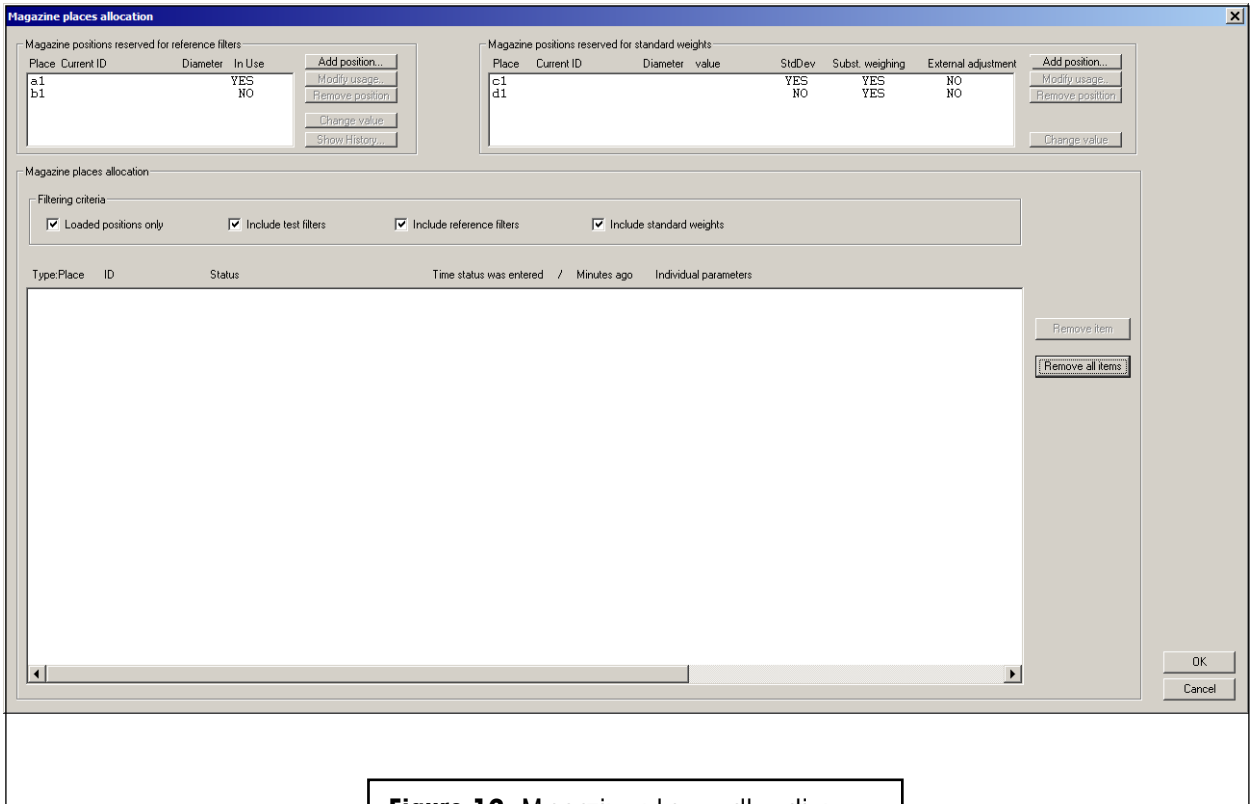 Magazine places allocation
Magazine positions reserved for reference filters
Place Current ID Diameter In Use
a1 YES
b1 NO
Add position...
Modify usage..
Remove position
Change value
Show History...
Magazine positions reserved for standard weights
Place Current ID Diameter value StdDev Subst. weighing External adjustment
c1 YES YES NO
d1 NO YES NO
Add position...
Modify usage..
Remove posittion
Change value
Magazine places allocation
Filtering criteria
Loaded positions only Include test filters Include reference filters Include standard weights
Type:Place ID Status Time status was entered / Minutes ago Individual parameters
Remove item
Remove all items
OK
Cancel
Figure 10